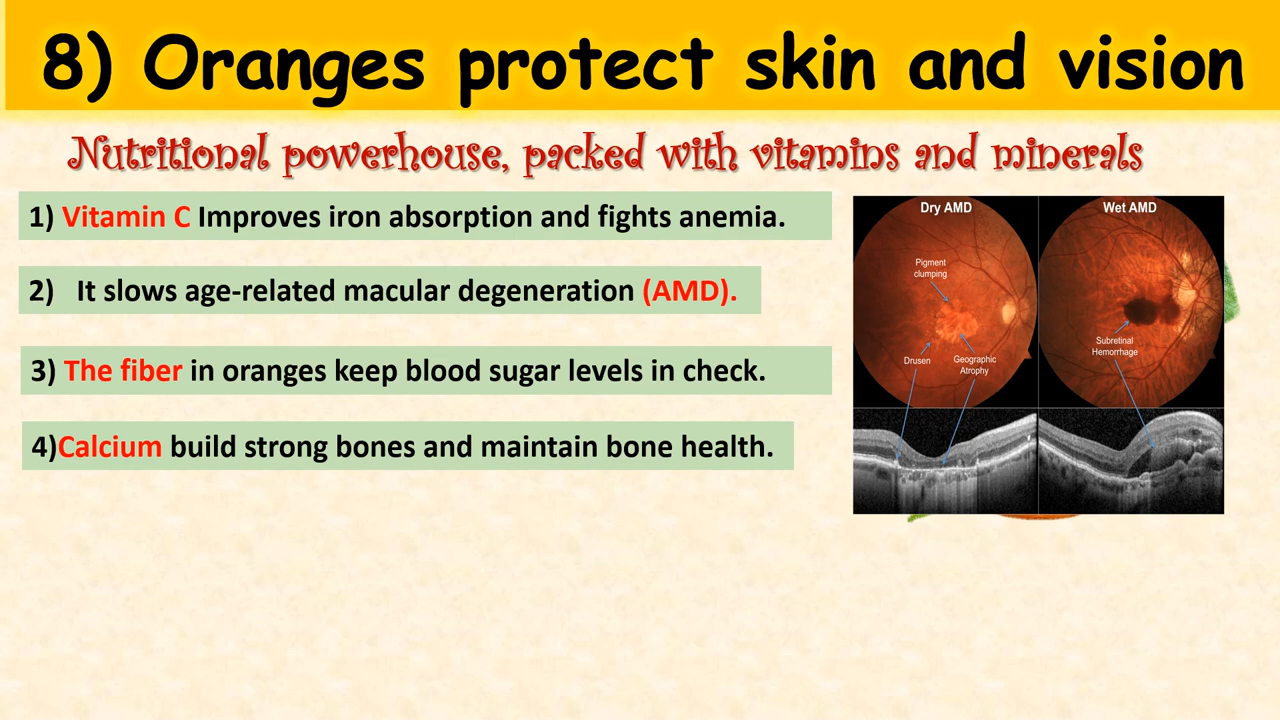 8) Oranges protect skin and vision
Nutritional powerhouse, packed with vitamins and minerals
1) Vitamin C Improves iron absorption and fights anemia.
2) It slows age-related macular degeneration (AMD).
3) The fiber in oranges keep blood sugar levels in check.
4)Calcium build strong bones and maintain bone health.
Dry AMD
Wet AMD
Pigment
clumping
Drusen
Geographic
Atrophy
Subretinal
Hemorrhage